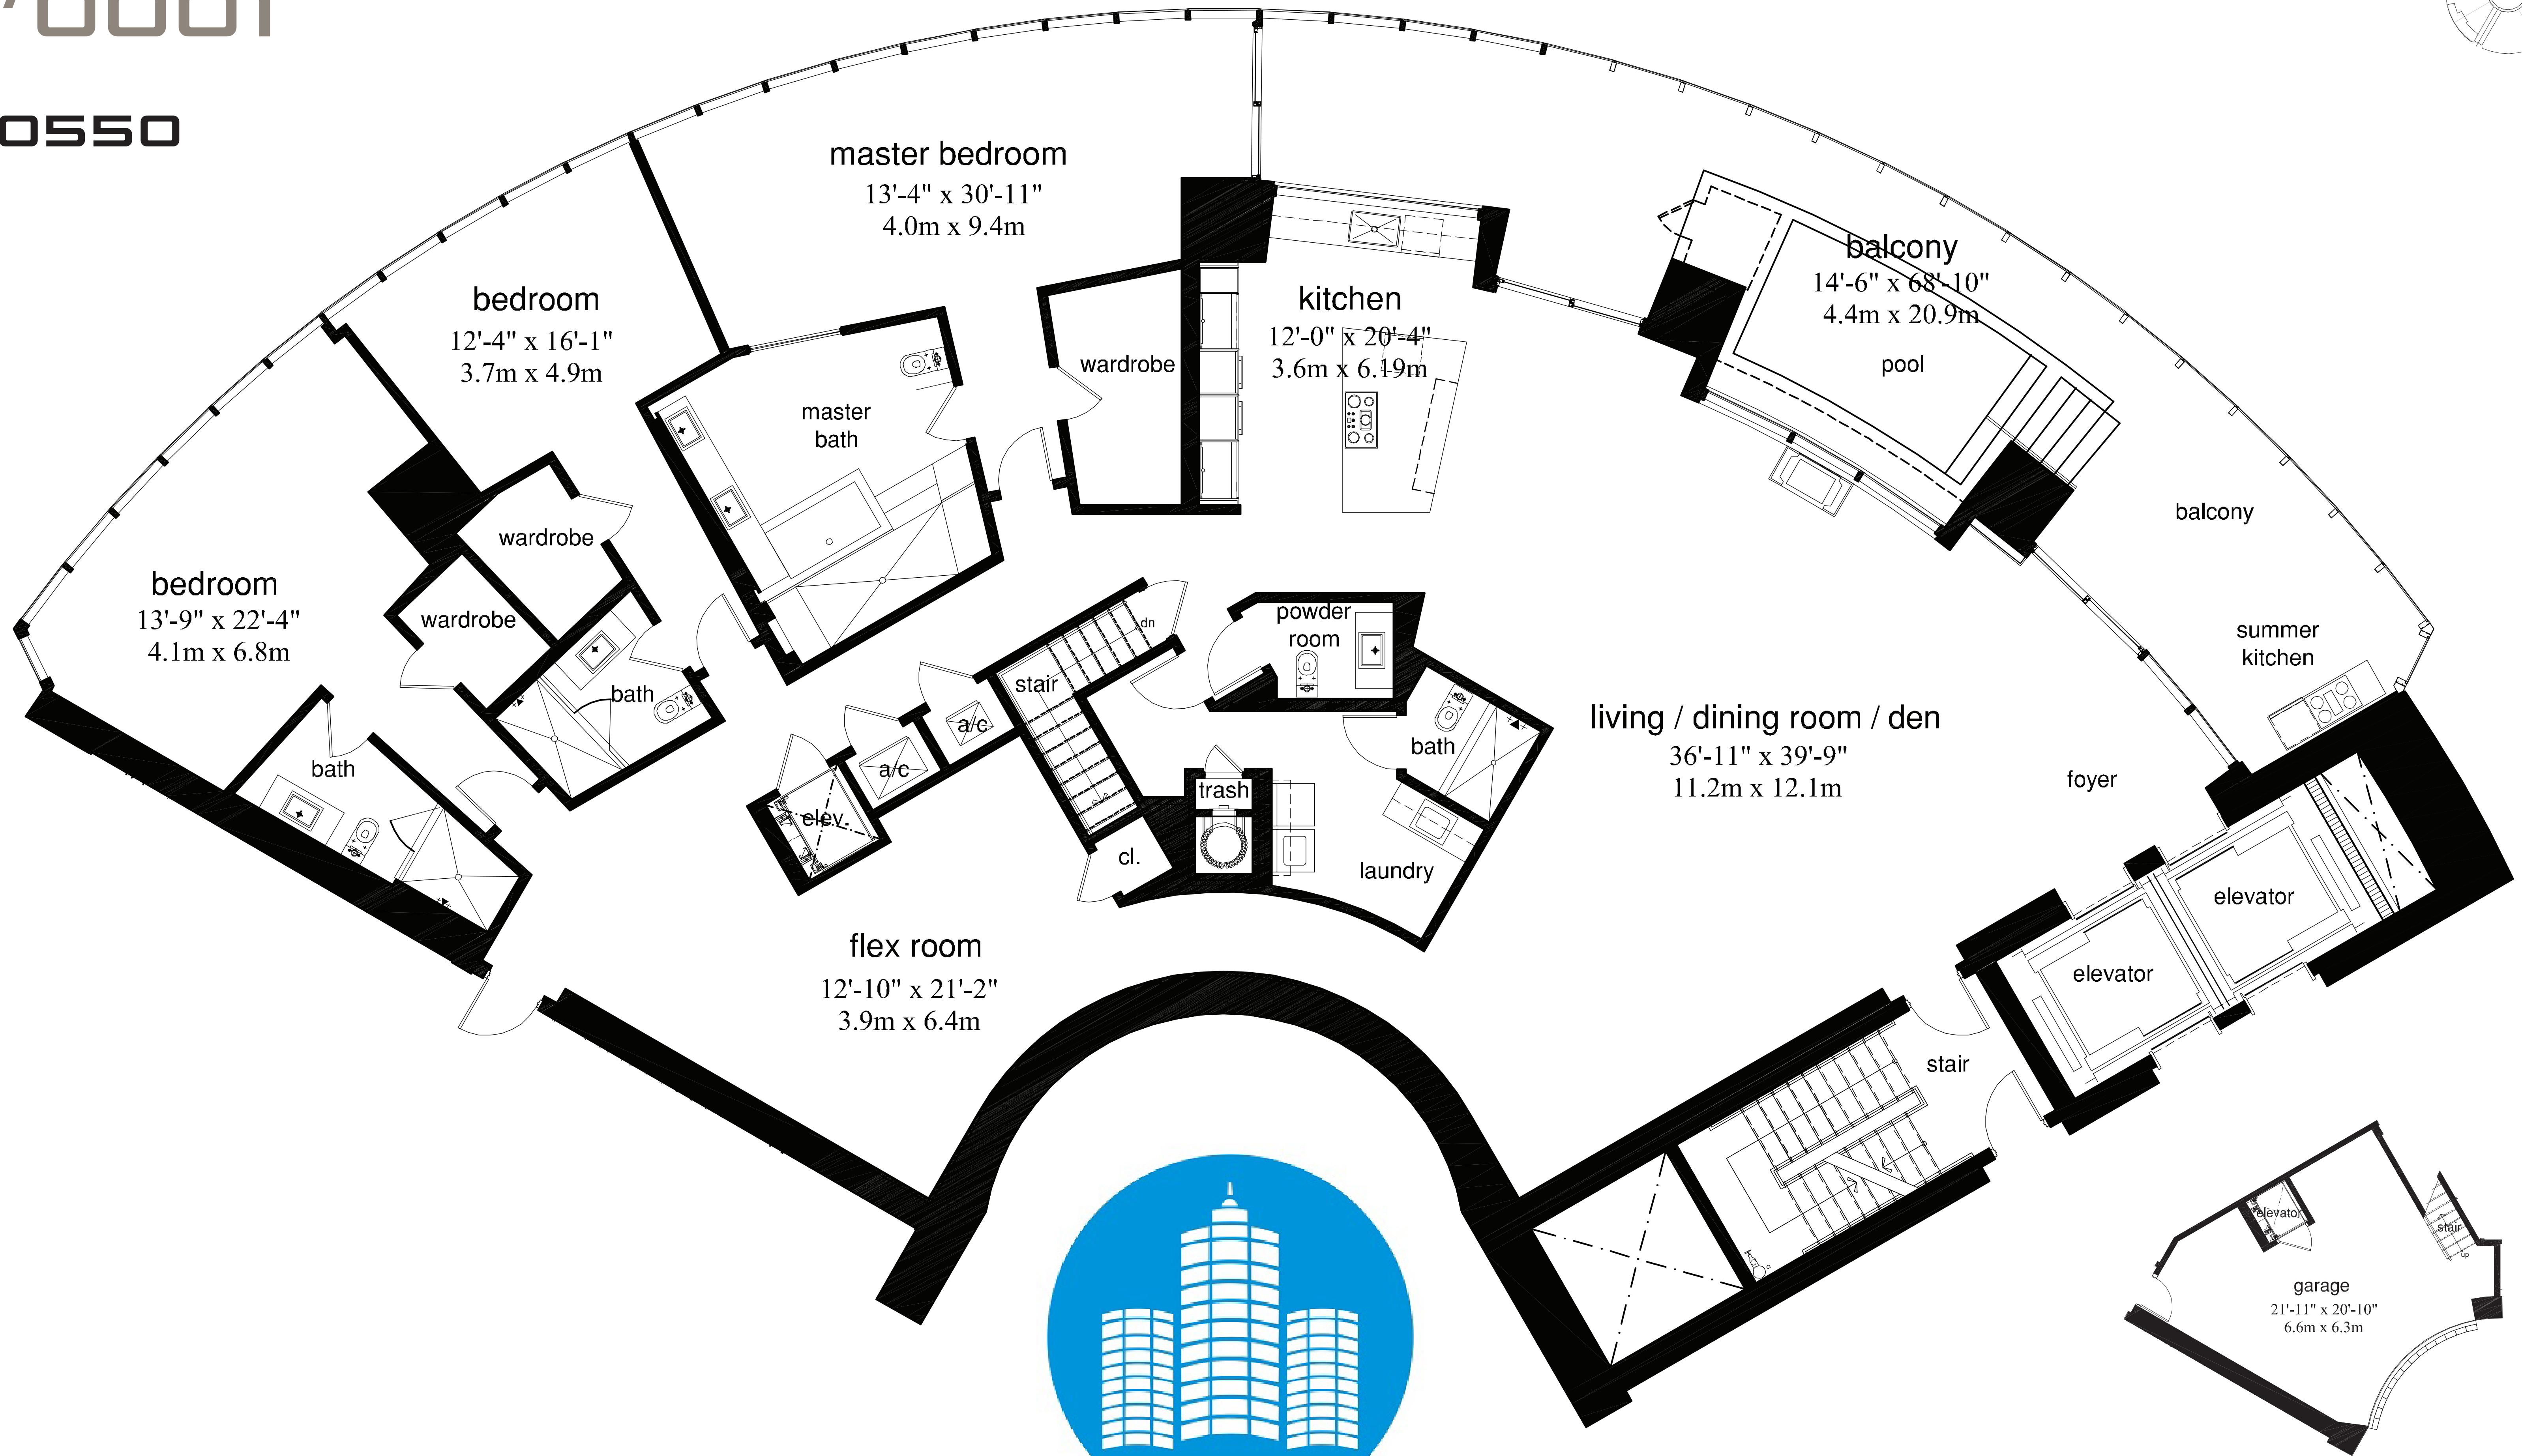 0550
master bedroom
13'-4" x 30'-11"
4.0m x 9.4m
balcony
14'-6" x 68'-10"
4.4m x 20.9m
pool
bedroom
12'-4" x 16'-1"
3.7m x 4.9m
kitchen
12'-0" x 20'-4"
3.6m x 6.19m
wardrobe
master
bath
balcony
wardrobe
bedroom
13'-9" x 22'-4"
4.1m x 6.8m
wardrobe
powder
room
dn
summer
kitchen
stair
bath
a/c
a/c
bath
living / dining room / den
36'-11" x 39'-9"
11.2m x 12.1m
foyer
bath
trash
elev.
cl.
laundry
elevator
elevator
flex room
12'-10" x 21'-2"
3.9m x 6.4m
stair
elevator
stair
up
garage
21'-11" x 20'-10"
6.6m x 6.3m